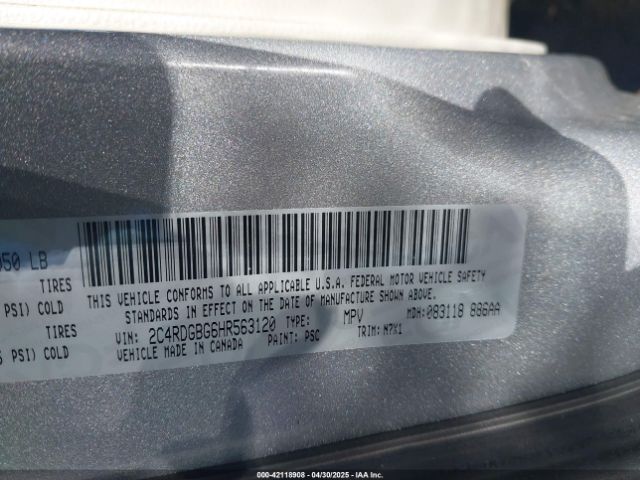 050 LB
TIRES
PSI) COLD
TIRES
PSI) COLD
THIS VEHICLE CONFORMS TO ALL APPLICABLE U.S.A. FEDERAL MOTOR VEHICLE SAFETY
STANDARDS IN EFFECT ON THE DATE OF MANUFACTURE SHOWN ABOVE.
VIN: 2C4RDGBG6HR563120 TYPE: MPV MDH: 083118 886AA
VEHICLE MADE IN CANADA PAINT: PSC TRIM: N7X1
000-42118908 - 04/30/2025 - IAA Inc.